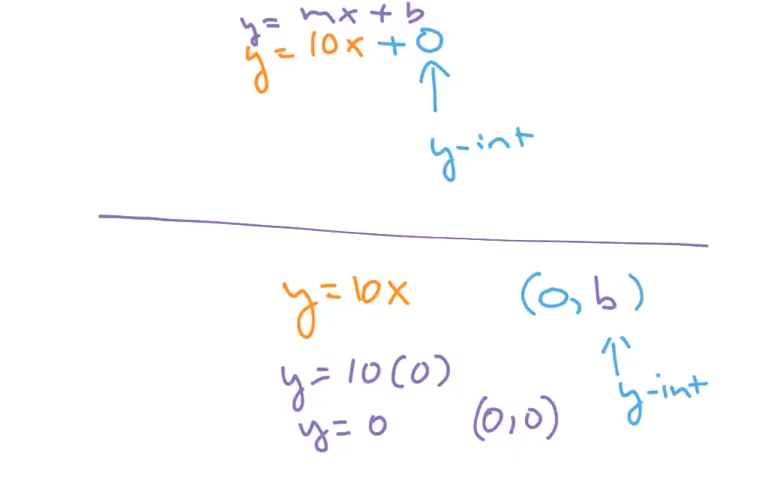 y = mx + b
y = 10x + 0
y-int
y = 10x (0, b)
y = 10(0)
y-int
y = 0 (0,0)